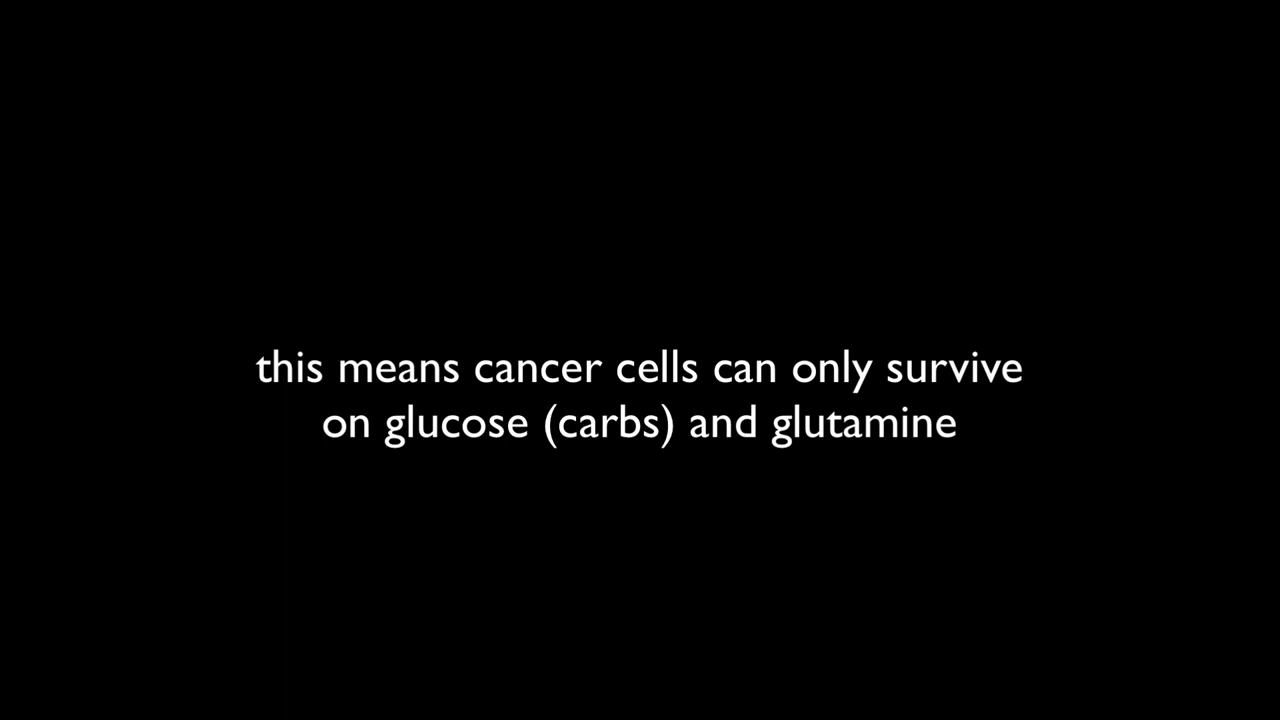 this means cancer cells can only survive
on glucose (carbs) and glutamine